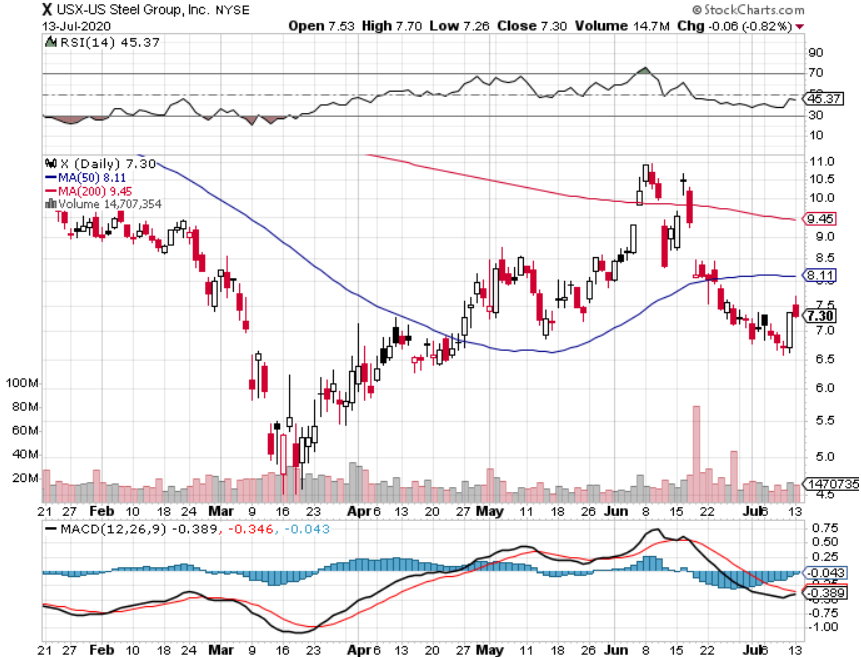 X USX-US Steel Group, Inc. NYSE © StockCharts.com
13-Jul-2020 Open 7.53 High 7.70 Low 7.26 Close 7.30 Volume 14.7M Chg -0.06 (-0.82%)
RSI(14) 45.37
90
70
50
45.37
30
10
X (Daily) 7.30
MA(50) 8.11
MA(200) 9.45
Volume 14,707,354
11.0
10.5
10.0
9.45
9.0
8.5
8.11
8.0
7.5
7.30
7.0
6.5
6.0
5.5
5.0
4.5
100M
80M
60M
40M
20M
1470735
21 27 Feb 10 18 24 Mar 9 16 23 Apr 6 13 20 27 May 11 18 26 Jun 8 15 22 Jul 6 13
MACD(12,26,9) -0.389, -0.346, -0.043
0.75
0.50
0.25
-0.043
-0.25
-0.389
-0.50
-0.75
-1.00
21 27 Feb 10 18 24 Mar 9 16 23 Apr 6 13 20 27 May 11 18 26 Jun 8 15 22 Jul 6 13